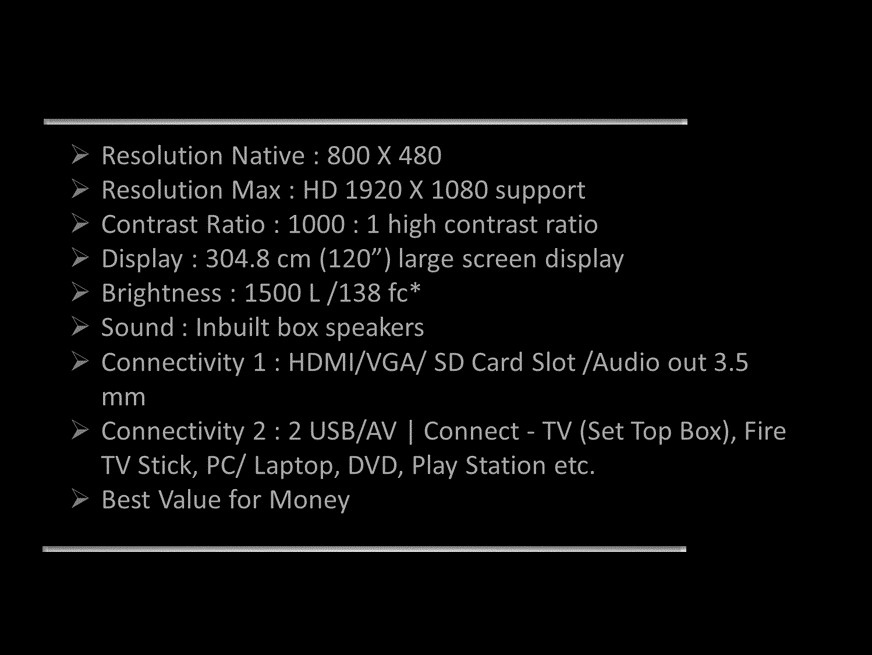 ➢ Resolution Native : 800 X 480
➢ Resolution Max : HD 1920 X 1080 support
➢ Contrast Ratio : 1000 : 1 high contrast ratio
➢ Display : 304.8 cm (120”) large screen display
➢ Brightness : 1500 L /138 fc*
➢ Sound : Inbuilt box speakers
➢ Connectivity 1 : HDMI/VGA/ SD Card Slot /Audio out 3.5
mm
➢ Connectivity 2 : 2 USB/AV | Connect - TV (Set Top Box), Fire
TV Stick, PC/ Laptop, DVD, Play Station etc.
➢ Best Value for Money